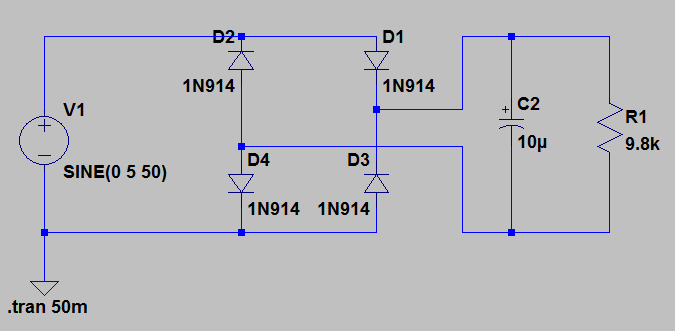 D2
D1
1N914
1N914
V1
+
C2
10µ
R1
9.8k
SINE(0 5 50)
D4
D3
1N914
1N914
.tran 50m